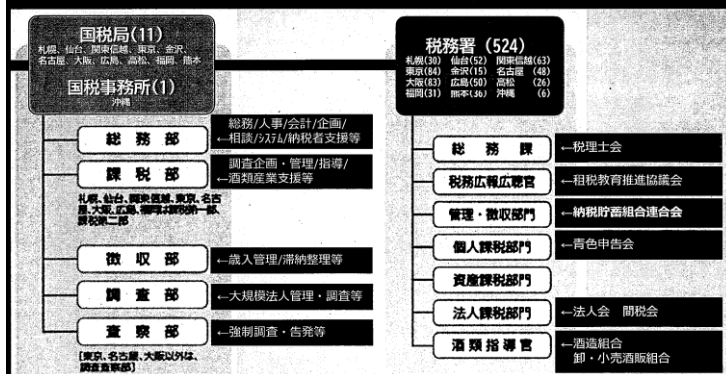 国税局(11)
札幌、仙台、関東信越、東京、金沢、
名古屋、大阪、広島、高松、福岡、熊本
国税事務所(1)
沖縄
総務部
総務/人事/会計/企画/
←相談/システム/納税者支援等
課税部
調査企画・管理/指導/
←酒類産業支援等
札幌、仙台、関東信越、東京、名古
屋、大阪、広島、福岡は課税第一部、
課税第二部
徴収部
←歳入管理/滞納整理等
調査部
←大規模法人管理・調査等
査察部
←強制調査・告発等
[東京、名古屋、大阪以外は、
調査査察部]
税務署(524)
札幌(30) 仙台(52) 関東信越(63)
東京(84) 金沢(15) 名古屋(48)
大阪(83) 広島(50) 高松(26)
福岡(31) 熊本(36) 沖縄(6)
総務課
←税理士会
税務広報広聴官
←租税教育推進協議会
管理・徴収部門
←納税貯蓄組合連合会
個人課税部門
←青色申告会
資産課税部門
法人課税部門
←法人会 間税会
酒類指導官
←酒造組合
卸・小売酒販組合